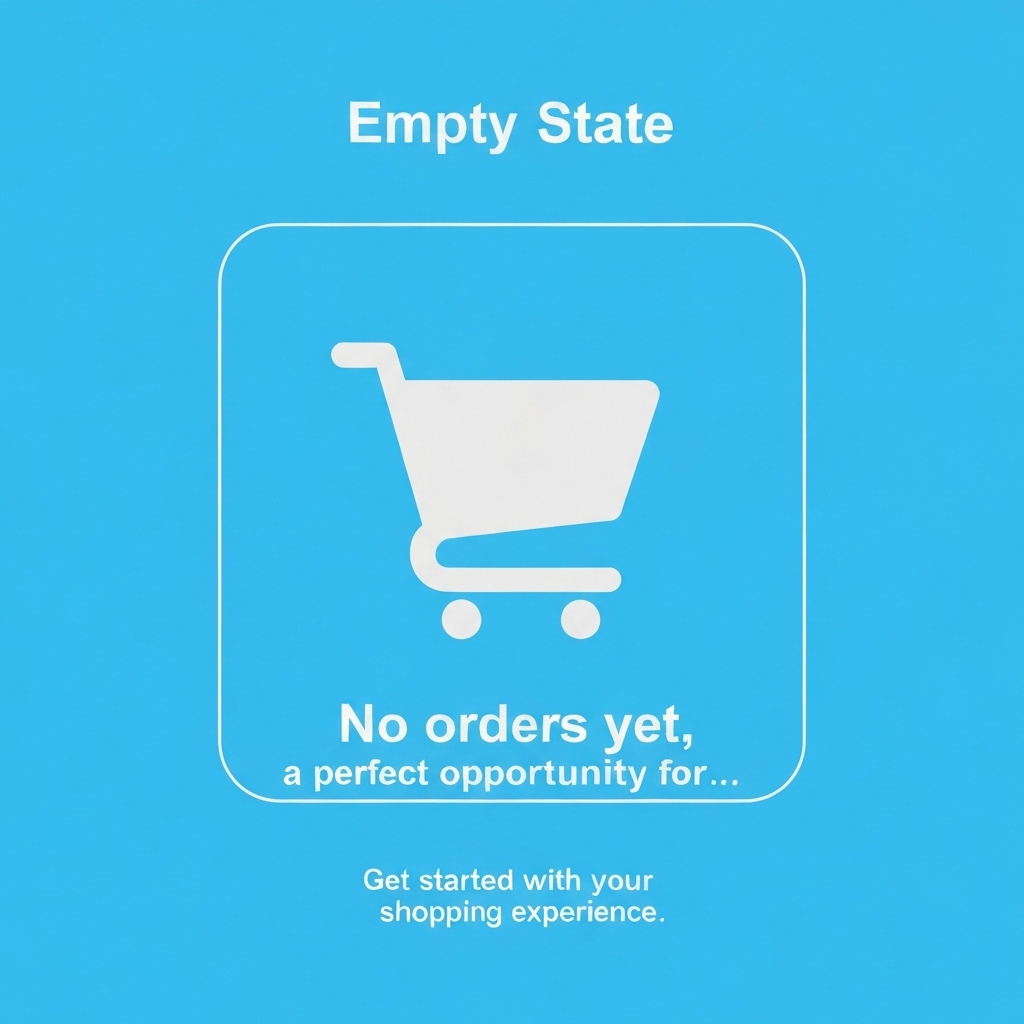 Empty State
No orders yet,
a perfect opportunity for...
Get started with your
shopping experience.